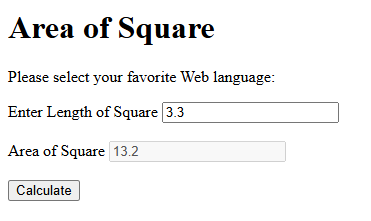 Area of Square
Please select your favorite Web language:
Enter Length of Square 3.3
Area of Square 13.2
Calculate